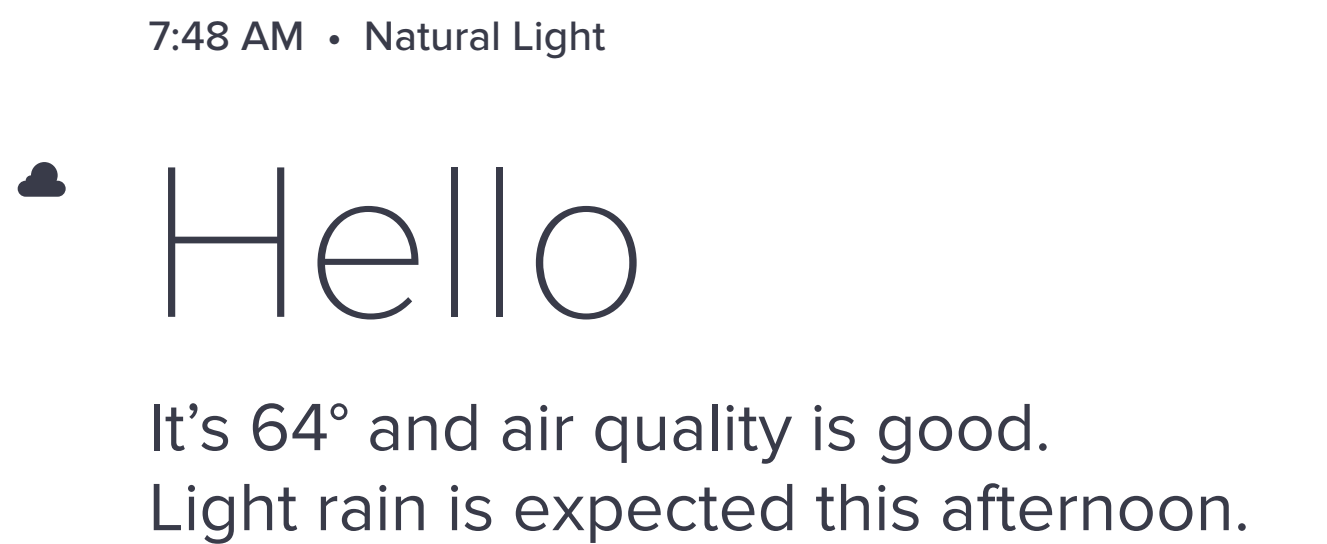 7:48 AM • Natural Light
Hello
It’s 64° and air quality is good.
Light rain is expected this afternoon.